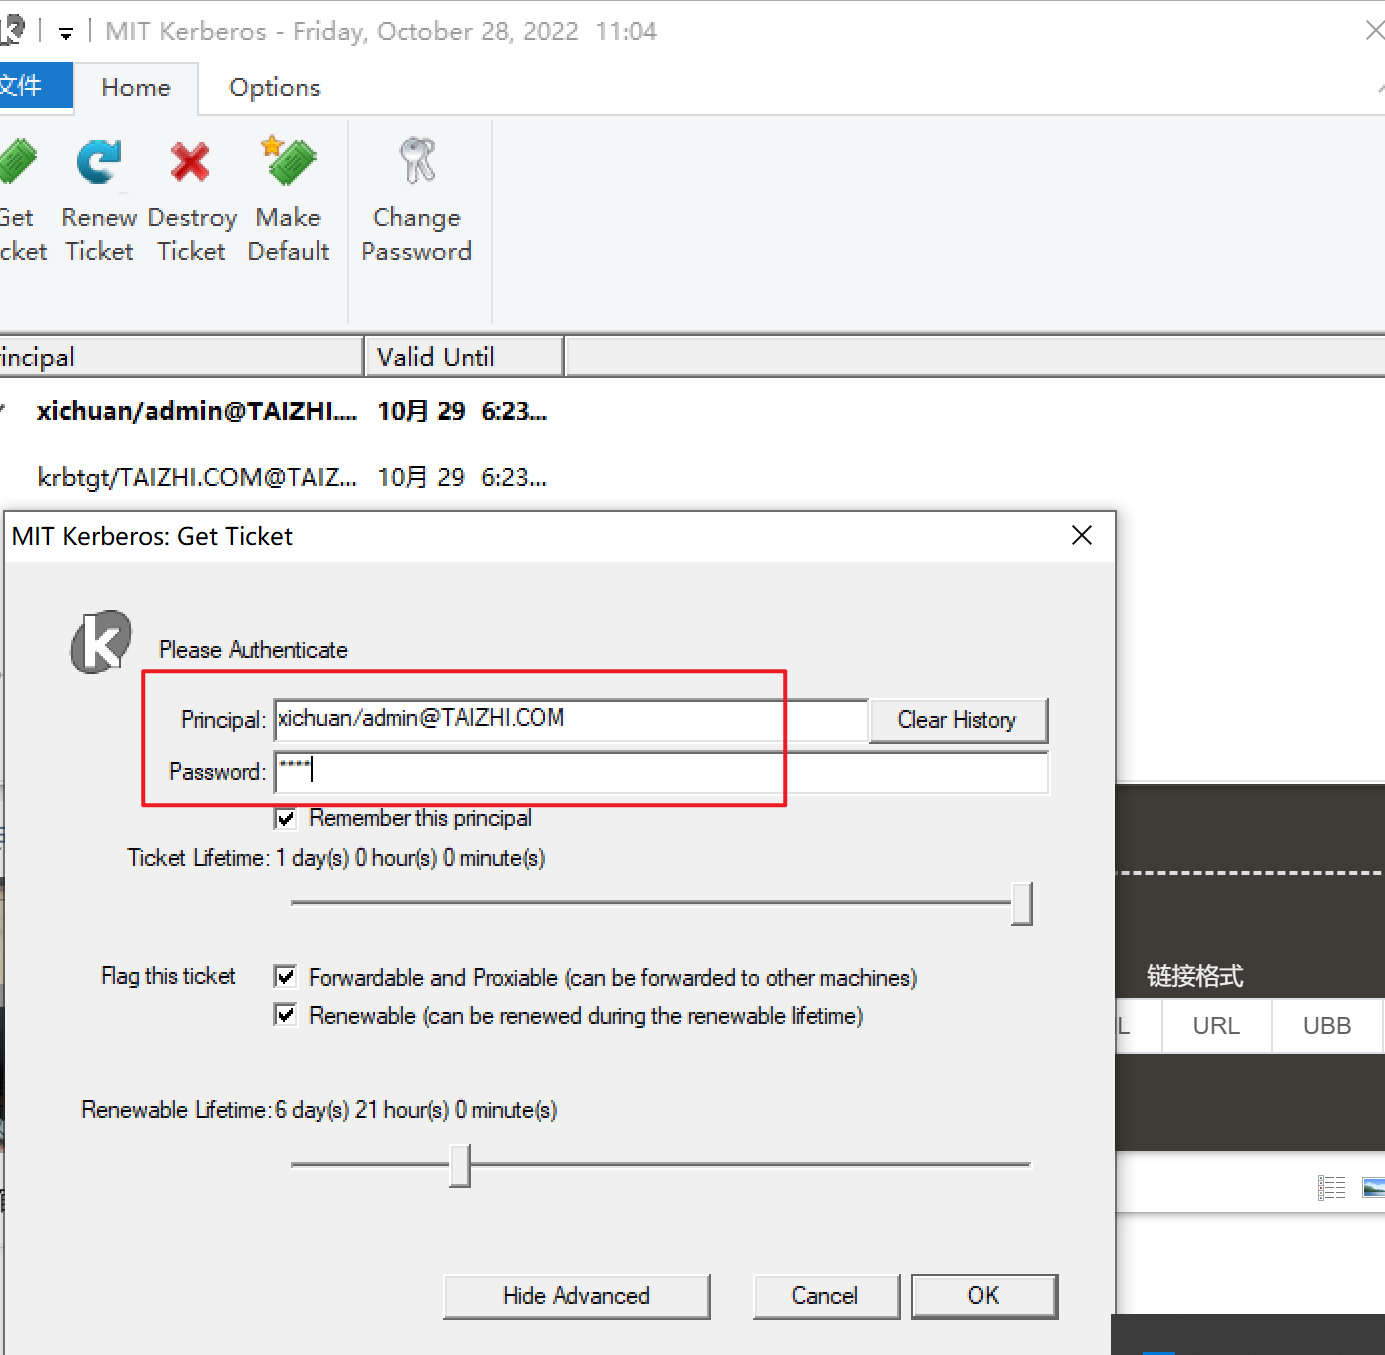 MIT Kerberos - Friday, October 28, 2022 11:04
文件 Home Options
Get Renew Destroy Make Change
cket Ticket Ticket Default Password
rincipal Valid Until
xichuan/admin@TAIZHI.... 10月 29 6:23...
krbtgt/TAIZHI.COM@TAIZ... 10月 29 6:23...
MIT Kerberos: Get Ticket
k
Please Authenticate
Principal: xichuan/admin@TAIZHI.COM Clear History
Password: ****
Remember this principal
Ticket Lifetime: 1 day(s) 0 hour(s) 0 minute(s)
Flag this ticket Forwardable and Proxiable (can be forwarded to other machines)
链接格式
Renewable (can be renewed during the renewable lifetime)
L URL UBB
Renewable Lifetime: 6 day(s) 21 hour(s) 0 minute(s)
Hide Advanced Cancel OK